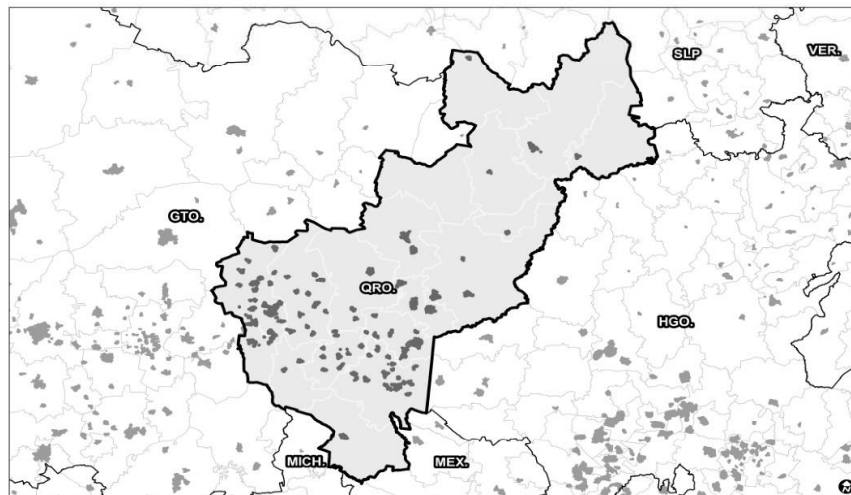 SLP
VER.
GTO.
QRO.
HGO.
MICH.
MEX.